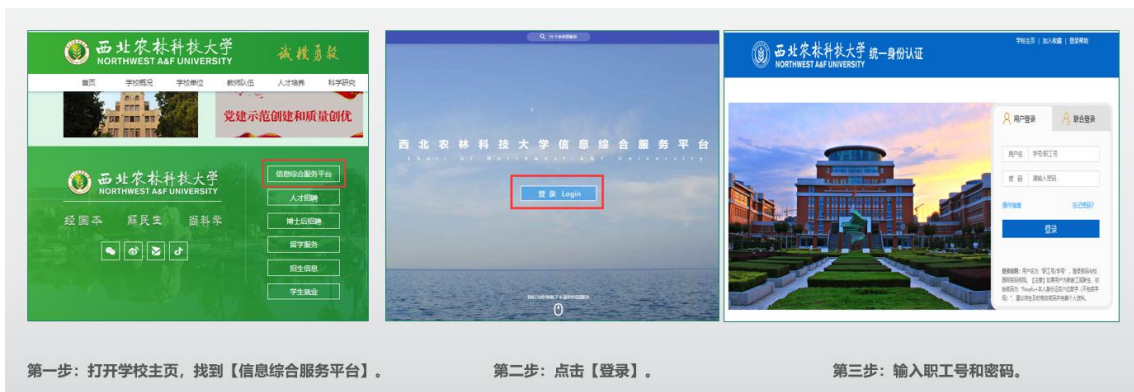 西北农林科技大学
NORTHWEST A&F UNIVERSITY
诚朴勇毅
首页 学校概况 学校单位 教师队伍 人才培养 科学研究
党建示范创建和质量创优
西北农林科技大学
NORTHWEST A&F UNIVERSITY
经国本 解民生 尚科学
信息综合服务平台
人才招聘
博士后招聘
留学服务
招生信息
学生就业
西北农林科技大学信息综合服务平台
登录 Login
西北农林科技大学 统一身份认证
NORTHWEST A&F UNIVERSITY
学校主页 | 加入收藏 | 登录帮助
用户登录 联合登录
用户名 学号/职工号
密 码 请输入密码
操作指南 忘记密码?
登录
第一步：打开学校主页，找到【信息综合服务平台】。
第二步：点击【登录】。
第三步：输入职工号和密码。